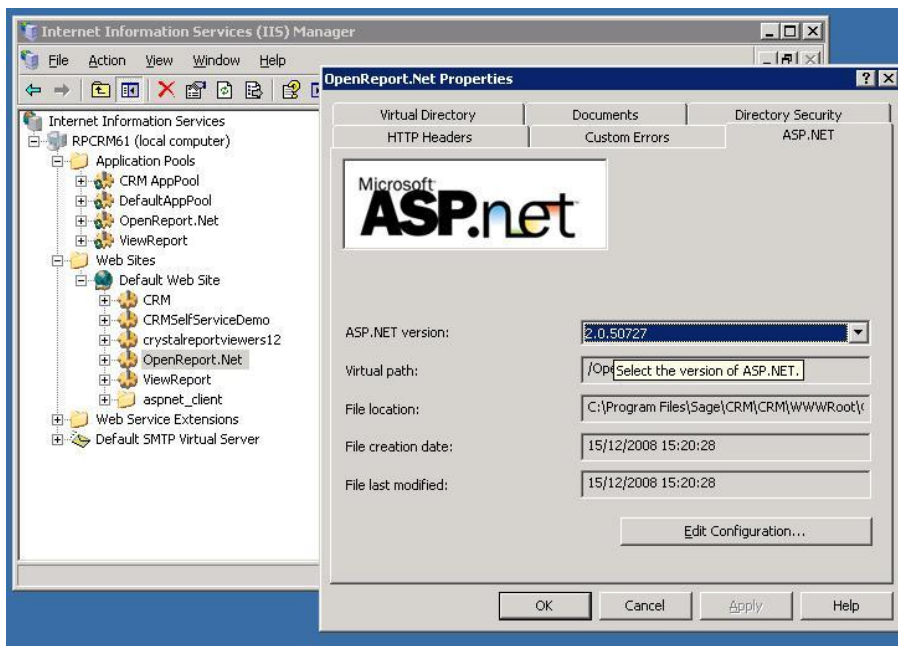 Internet Information Services (IIS) Manager
File Action View Window Help
Internet Information Services
RPCRM61 (local computer)
Application Pools
CRM AppPool
DefaultAppPool
OpenReport.Net
ViewReport
Web Sites
Default Web Site
CRM
CRMSelfServiceDemo
crystalreportviewers12
OpenReport.Net
ViewReport
aspnet_client
Web Service Extensions
Default SMTP Virtual Server
OpenReport.Net Properties
Virtual Directory Documents Directory Security
HTTP Headers Custom Errors ASP.NET
Microsoft
ASP.net
ASP.NET version: 2.0.50727
Virtual path: /Ope
Select the version of ASP.NET.
File location: C:\Program Files\Sage\CRM\CRM\WWWRoot\
File creation date: 15/12/2008 15:20:28
File last modified: 15/12/2008 15:20:28
Edit Configuration...
OK Cancel Apply Help